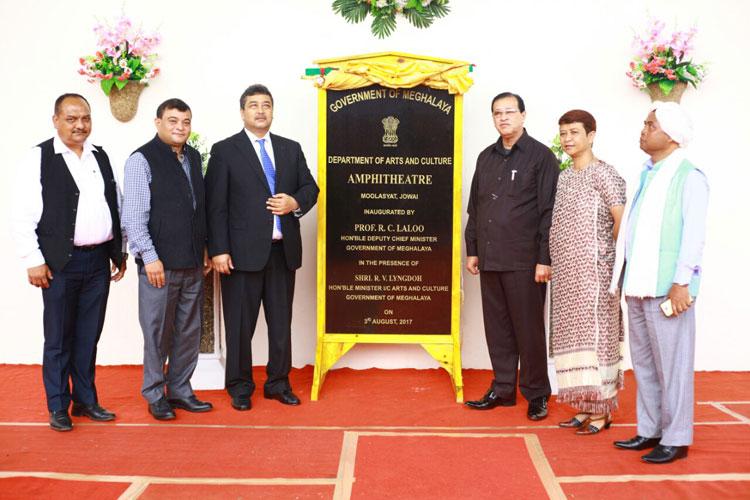 GOVERNMENT OF MEGHALAYA
DEPARTMENT OF ARTS AND CULTURE
AMPHITHEATRE
MOOLASYAT, JOWAI
INAUGURATED BY
PROF. R. C. LALOO
HON'BLE DEPUTY CHIEF MINISTER
GOVERNMENT OF MEGHALAYA
IN THE PRESENCE OF
SHRI. R. V. LYNGDOH
HON'BLE MINISTER I/C ARTS AND CULTURE
GOVERNMENT OF MEGHALAYA
ON
3RD AUGUST, 2017